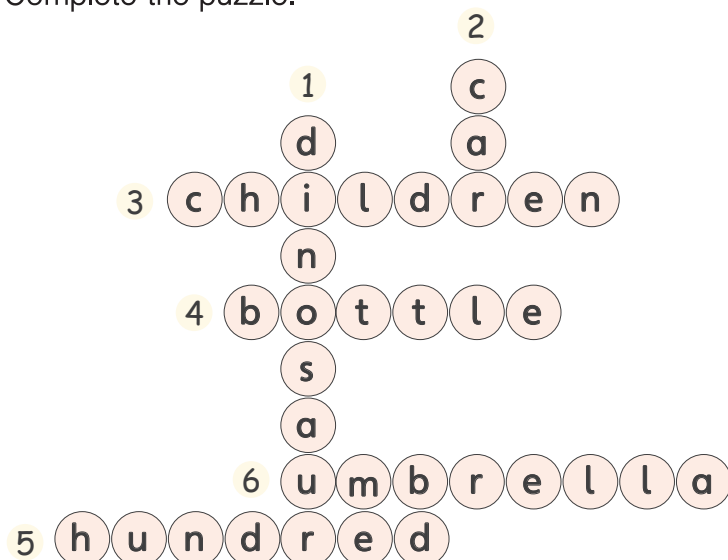 Complete the puzzle.
2
1
c
d
a
3 children
n
4 bottle
s
a
6 umbrella
5 hundred